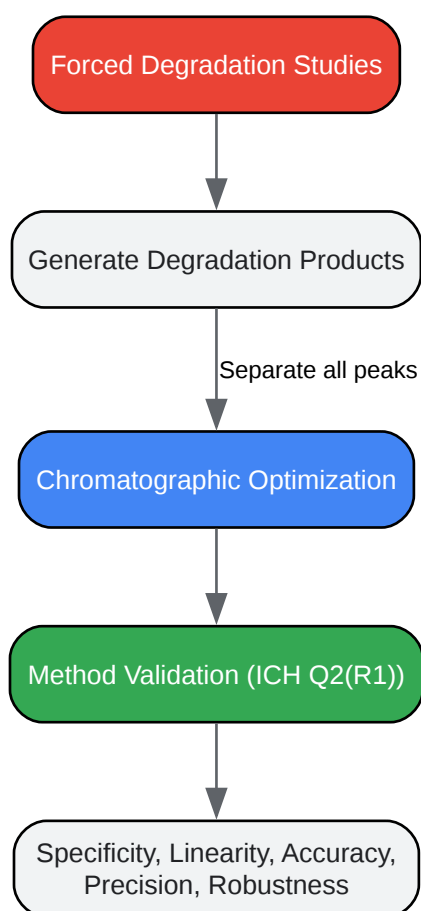 Forced Degradation Studies
Generate Degradation Products
Separate all peaks
Chromatographic Optimization
Method Validation (ICH Q2(R1))
Specificity, Linearity, Accuracy,
Precision, Robustness